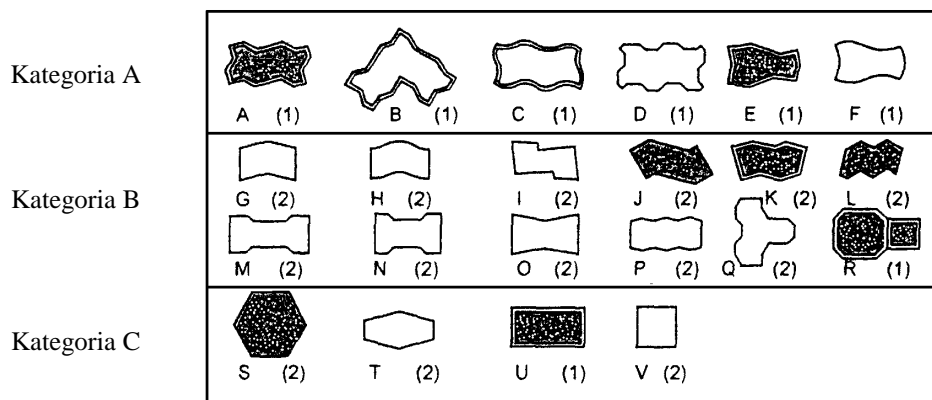 Kategoria A
A (1) B (1) C (1) D (1) E (1) F (1)
Kategoria B
G (2) H (2) I (2) J (2) K (2) L (2)
M (2) N (2) O (2) P (2) Q (2) R (1)
Kategoria C
S (2) T (2) U (1) V (2)